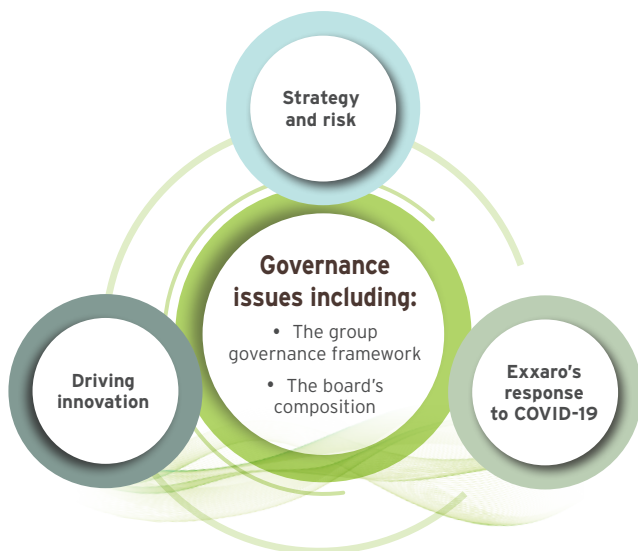 Strategy
and risk
Governance
issues including:
• The group
governance framework
• The board's
composition
Driving
innovation
Exxaro's
response
to COVID-19